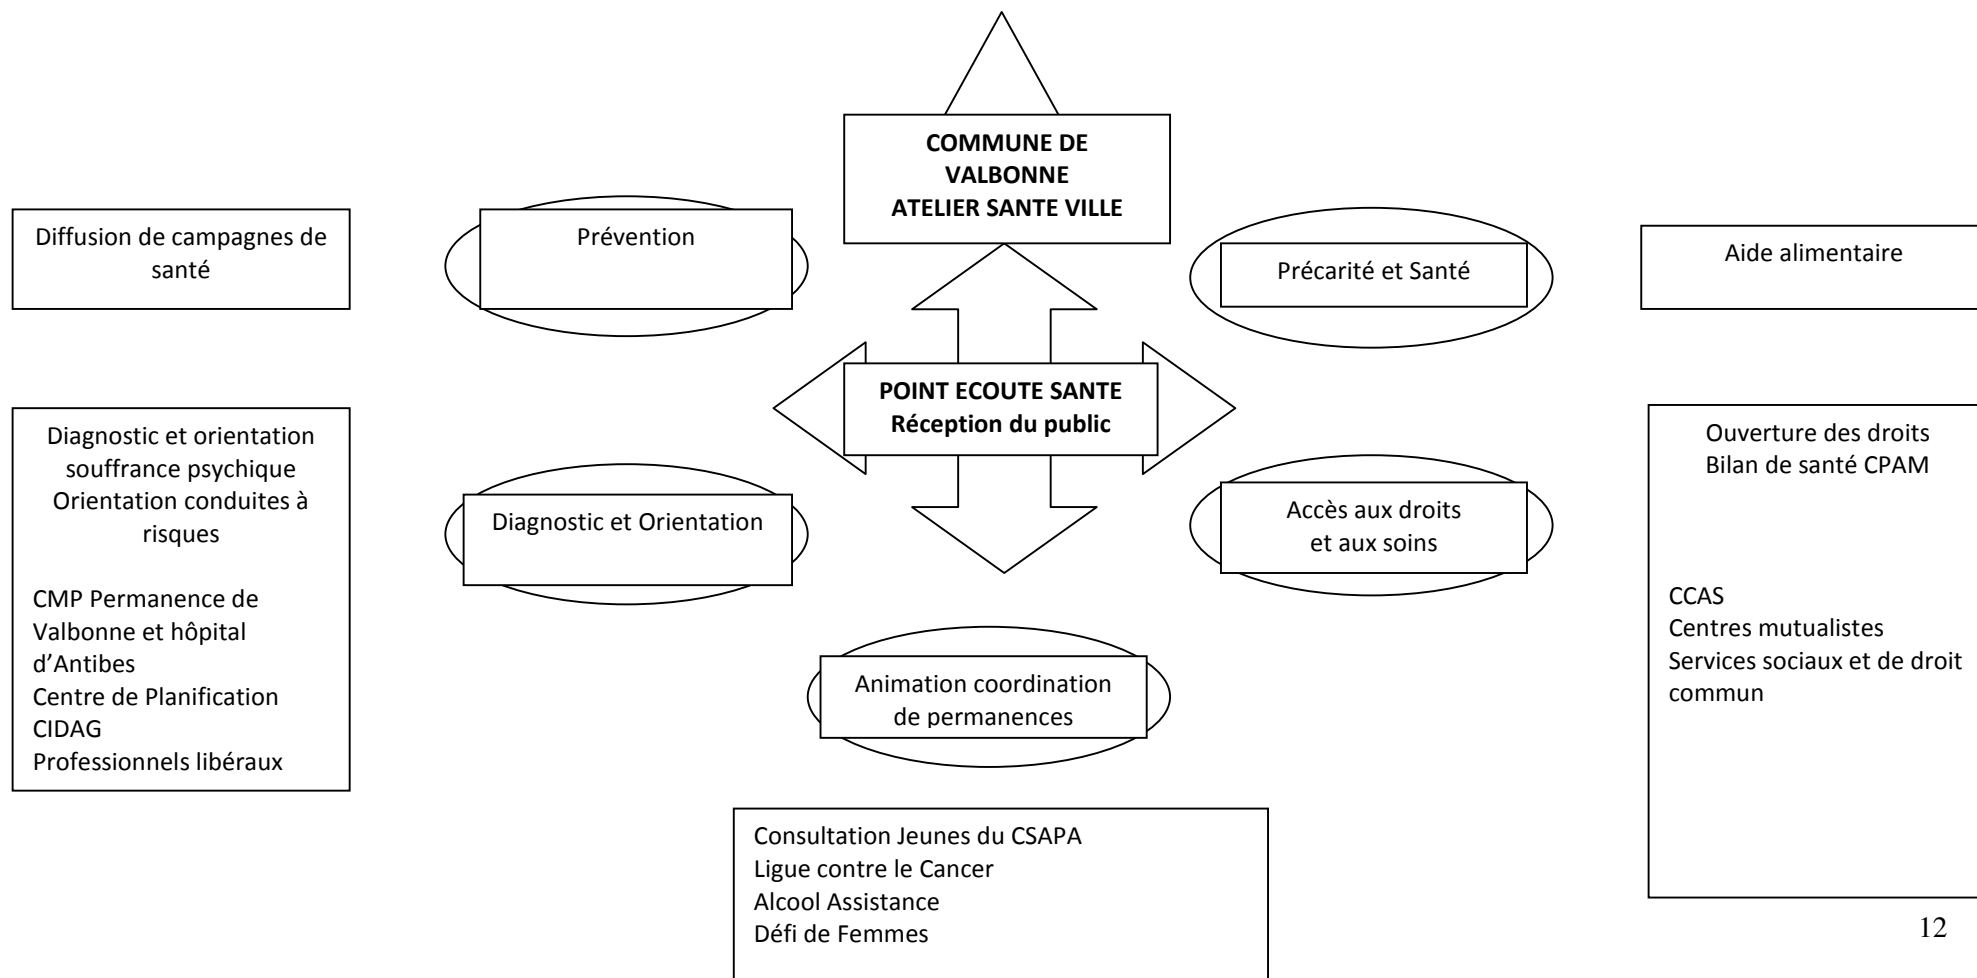 COMMUNE DE
VALBONNE
ATELIER SANTE VILLE
Diffusion de campagnes de
santé
Prévention
Précarité et Santé
Aide alimentaire
POINT ECOUTE SANTE
Réception du public
Diagnostic et orientation
souffrance psychique
Orientation conduites à
risques
CMP Permanence de
Valbonne et hôpital
d’Antibes
Centre de Planification
CIDAG
Professionnels libéraux
Diagnostic et Orientation
Accès aux droits
et aux soins
Ouverture des droits
Bilan de santé CPAM
CCAS
Centres mutualistes
Services sociaux et de droit
commun
Animation coordination
de permanences
Consultation Jeunes du CSAPA
Ligue contre le Cancer
Alcool Assistance
Défi de Femmes
12